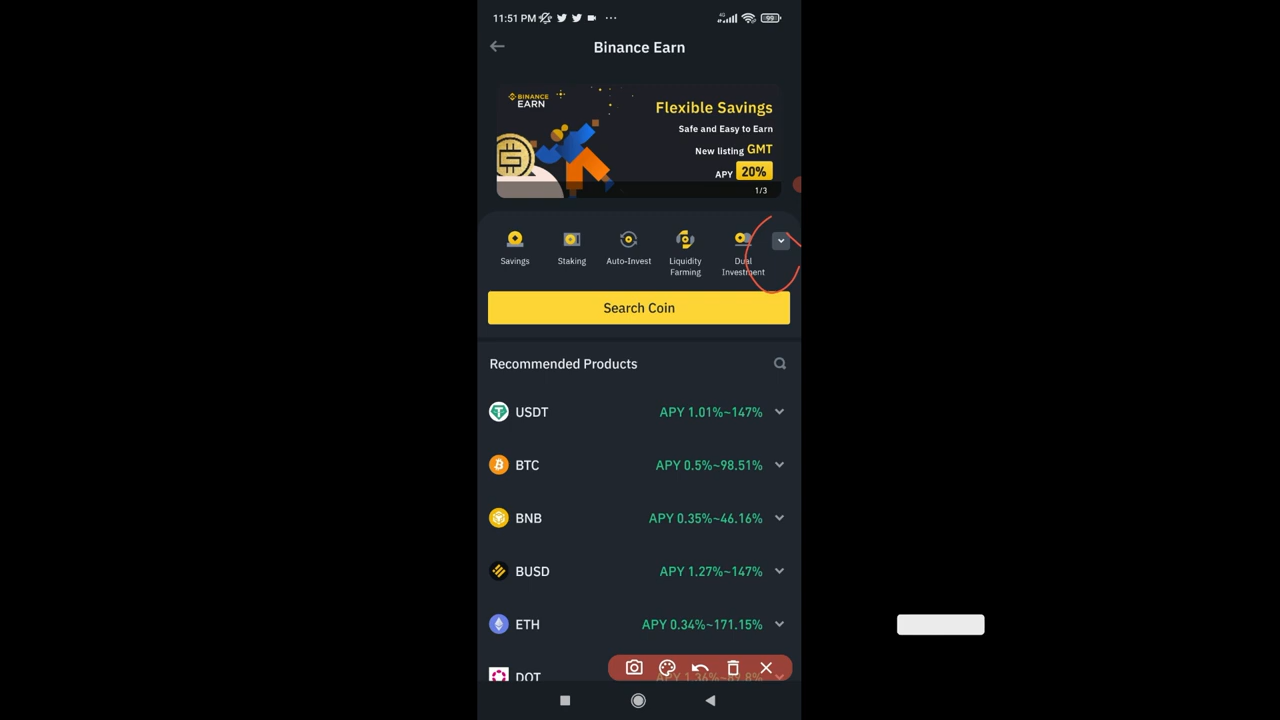 11:51 PM
4G
99
Binance Earn
BINANCE
EARN
Flexible Savings
Safe and Easy to Earn
New listing GMT
APY 20%
1/3
Savings
Staking
Auto-Invest
Liquidity
Farming
Dual
Investment
Search Coin
Recommended Products
USDT APY 1.01%~147%
BTC APY 0.5%~98.51%
BNB APY 0.35%~46.16%
BUSD APY 1.27%~147%
ETH APY 0.34%~171.15%
DOT